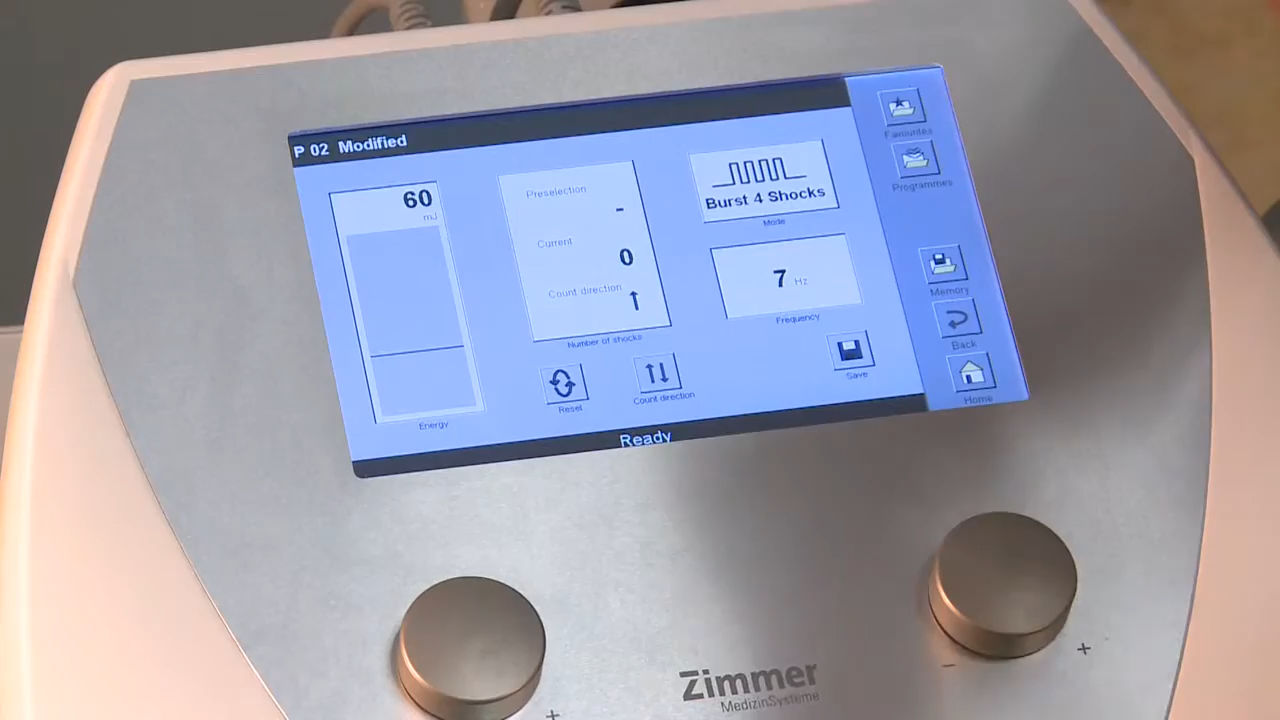 P 02 Modified
60
mJ
Energy
Preselection
-
Current
0
Count direction
↑
Number of shocks
Reset
Count direction
Burst 4 Shocks
Mode
7 Hz
Frequency
Save
Ready
Favourites
Programmes
Memory
Back
Home
- +
+
Zimmer
MedizinSysteme